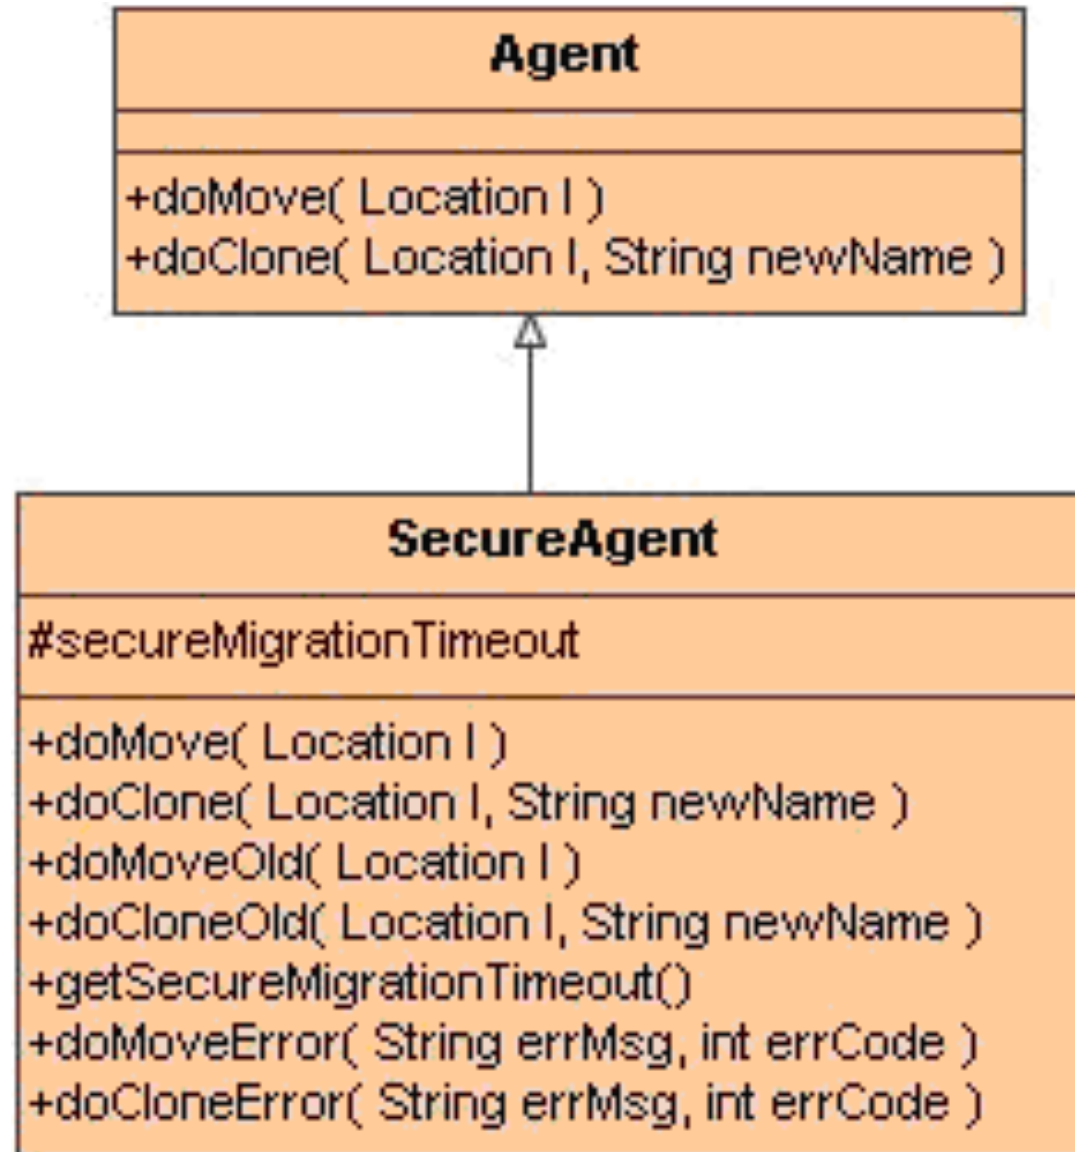 Agent
+doMove( Location l )
+doClone( Location l, String newName )
SecureAgent
#secureMigrationTimeout
+doMove( Location l )
+doClone( Location l, String newName )
+doMoveOld( Location l )
+doCloneOld( Location l, String newName )
+getSecureMigrationTimeout()
+doMoveError( String errMsg, int errCode )
+doCloneError( String errMsg, int errCode )